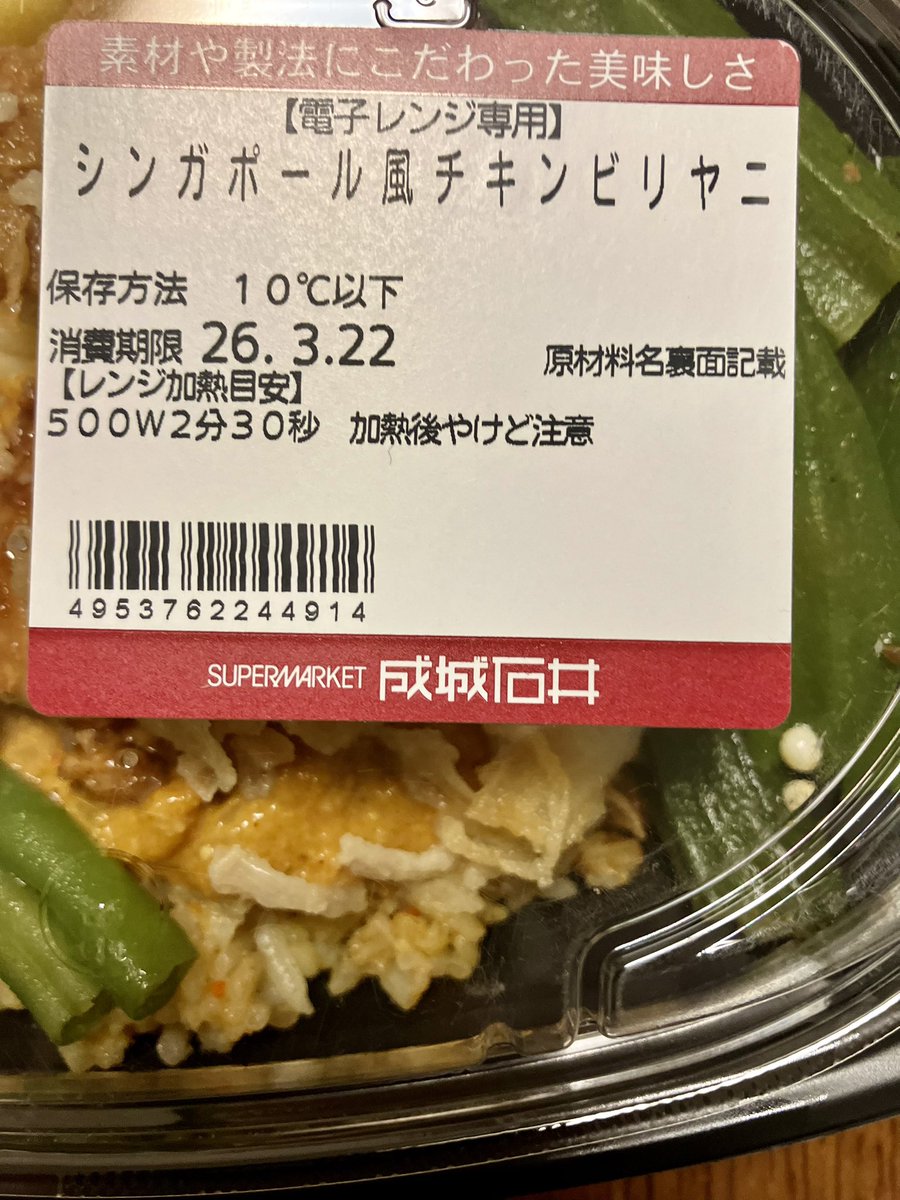 素材や製法にこだわった美味しさ
【電子レンジ専用】
シンガポール風チキンビリヤニ
保存方法　１０℃以下
消費期限 26. 3.22
原材料名裏面記載
【レンジ加熱目安】
５００Ｗ２分３０秒　加熱後やけど注意
4953762244914
SUPERMARKET 成城石井